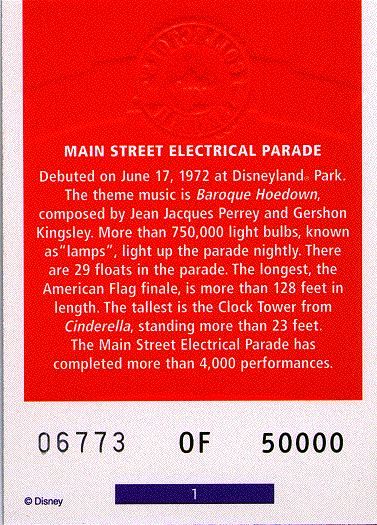 MAIN STREET ELECTRICAL PARADE
Debuted on June 17, 1972 at Disneyland® Park.
The theme music is Baroque Hoedown,
composed by Jean Jacques Perrey and Gershon
Kingsley. More than 750,000 light bulbs, known
as“lamps”, light up the parade nightly. There
are 29 floats in the parade. The longest, the
American Flag finale, is more than 128 feet in
length. The tallest is the Clock Tower from
Cinderella, standing more than 23 feet.
The Main Street Electrical Parade has
completed more than 4,000 performances.
06773 OF 50000
1
© Disney